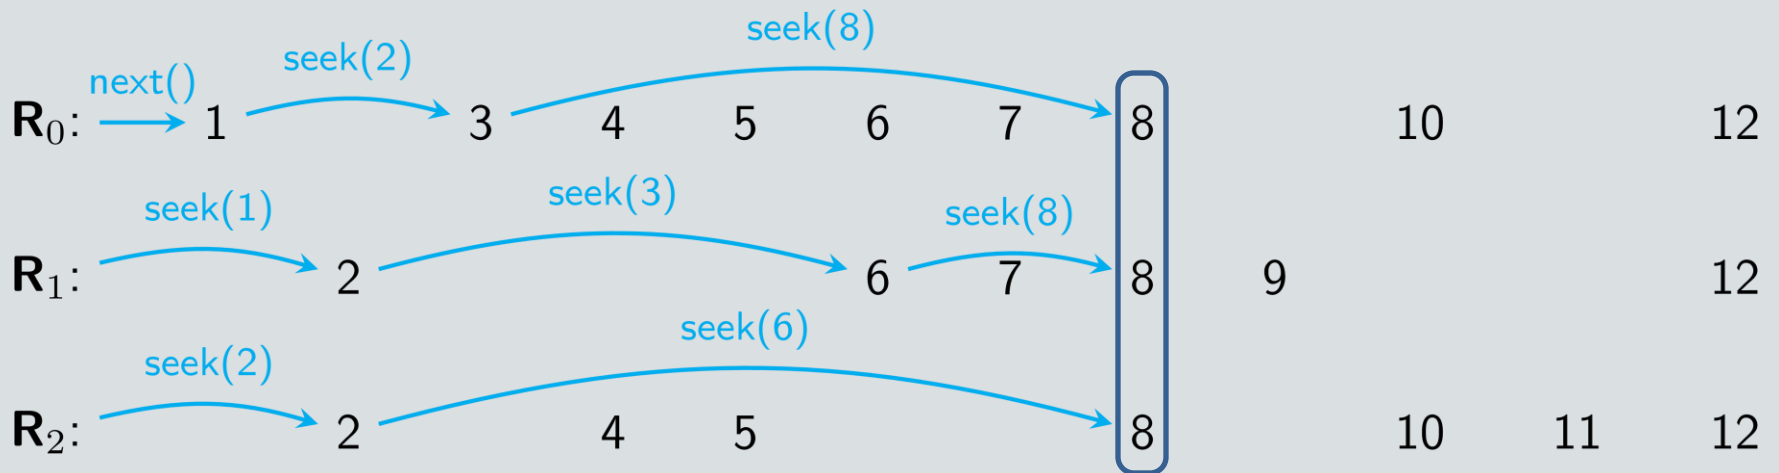 seek(8)
seek(2)
next()
R₀: 1 3 4 5 6 7 8 10 12
seek(3)
seek(1) seek(8)
R₁: 2 6 7 8 9 12
seek(6)
seek(2)
R₂: 2 4 5 8 10 11 12